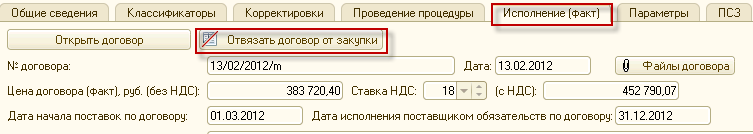 Общие сведения Классификаторы Корректировки Проведение процедуры Исполнение (факт) Параметры ПСЗ
Открыть договор Отвязать договор от закупки
№ договора: 13/02/2012/m Дата: 13.02.2012 Файлы договора
Цена договора (факт), руб. (без НДС): 383 720,40 Ставка НДС: 18 (с НДС): 452 790,07
Дата начала поставок по договору: 01.03.2012 Дата исполнения поставщиком обязательств по договору: 31.12.2012